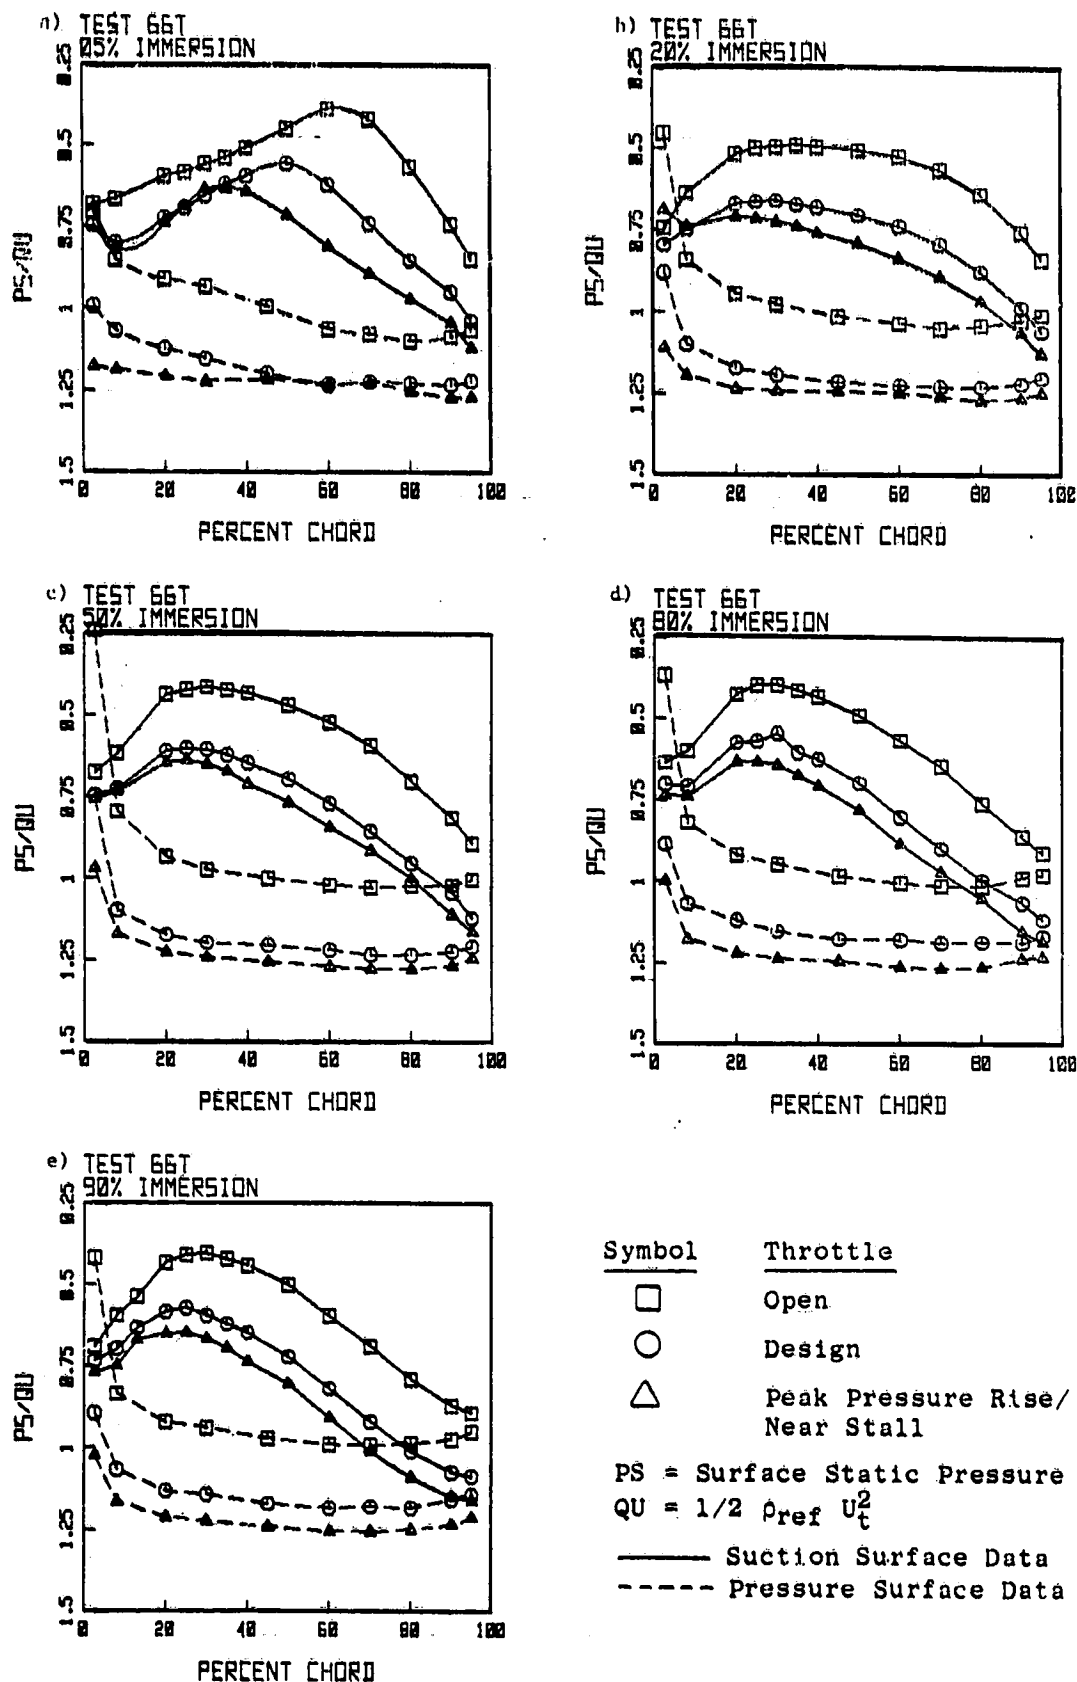 a) TEST 66T
05% IMMERSION
0.25
0.5
0.75
1
1.25
1.5
PS/QU
0 20 40 60 80 100
PERCENT CHORD
b) TEST 66T
20% IMMERSION
0.25
0.5
0.75
1
1.25
1.5
PS/QU
0 20 40 60 80 100
PERCENT CHORD
c) TEST 66T
50% IMMERSION
0.25
0.5
0.75
1
1.25
1.5
PS/QU
0 20 40 60 80 100
PERCENT CHORD
d) TEST 66T
80% IMMERSION
0.25
0.5
0.75
1
1.25
1.5
PS/QU
0 20 40 60 80 100
PERCENT CHORD
e) TEST 66T
90% IMMERSION
0.25
0.5
0.75
1
1.25
1.5
PS/QU
0 20 40 60 80 100
PERCENT CHORD
Symbol Throttle
□ Open
○ Design
△ Peak Pressure Rise/
Near Stall
PS = Surface Static Pressure
QU = 1/2 ρref Ut²
Suction Surface Data
Pressure Surface Data